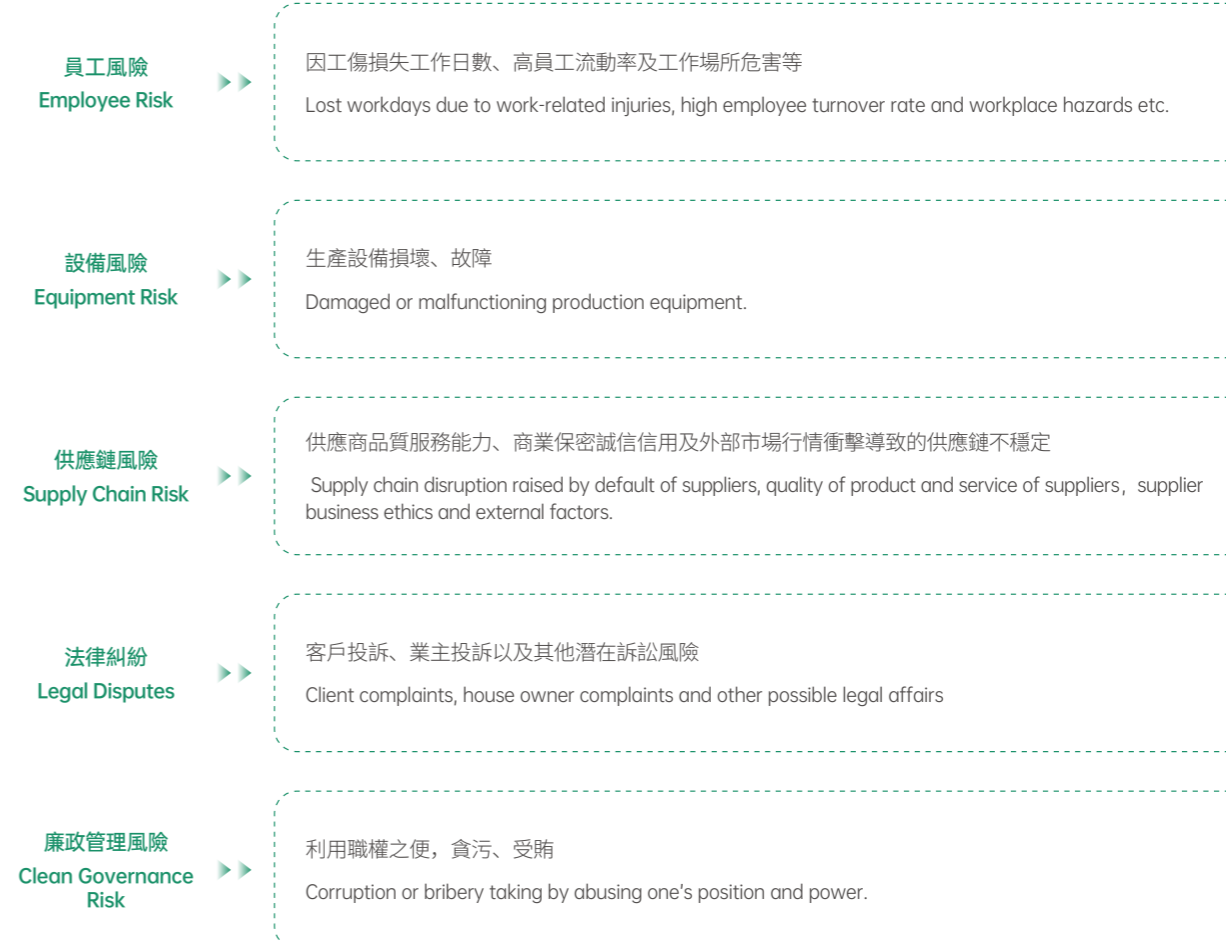 員工風險
Employee Risk
因工傷損失工作日數、高員工流動率及工作場所危害等
Lost workdays due to work-related injuries, high employee turnover rate and workplace hazards etc.
設備風險
Equipment Risk
生產設備損壞、故障
Damaged or malfunctioning production equipment.
供應鏈風險
Supply Chain Risk
供應商品質服務能力、商業保密誠信信用及外部市場行情衝擊導致的供應鏈不穩定
Supply chain disruption raised by default of suppliers, quality of product and service of suppliers，supplier
business ethics and external factors.
法律糾紛
Legal Disputes
客戶投訴、業主投訴以及其他潛在訴訟風險
Client complaints, house owner complaints and other possible legal affairs
廉政管理風險
Clean Governance
Risk
利用職權之便，貪污、受賄
Corruption or bribery taking by abusing one's position and power.